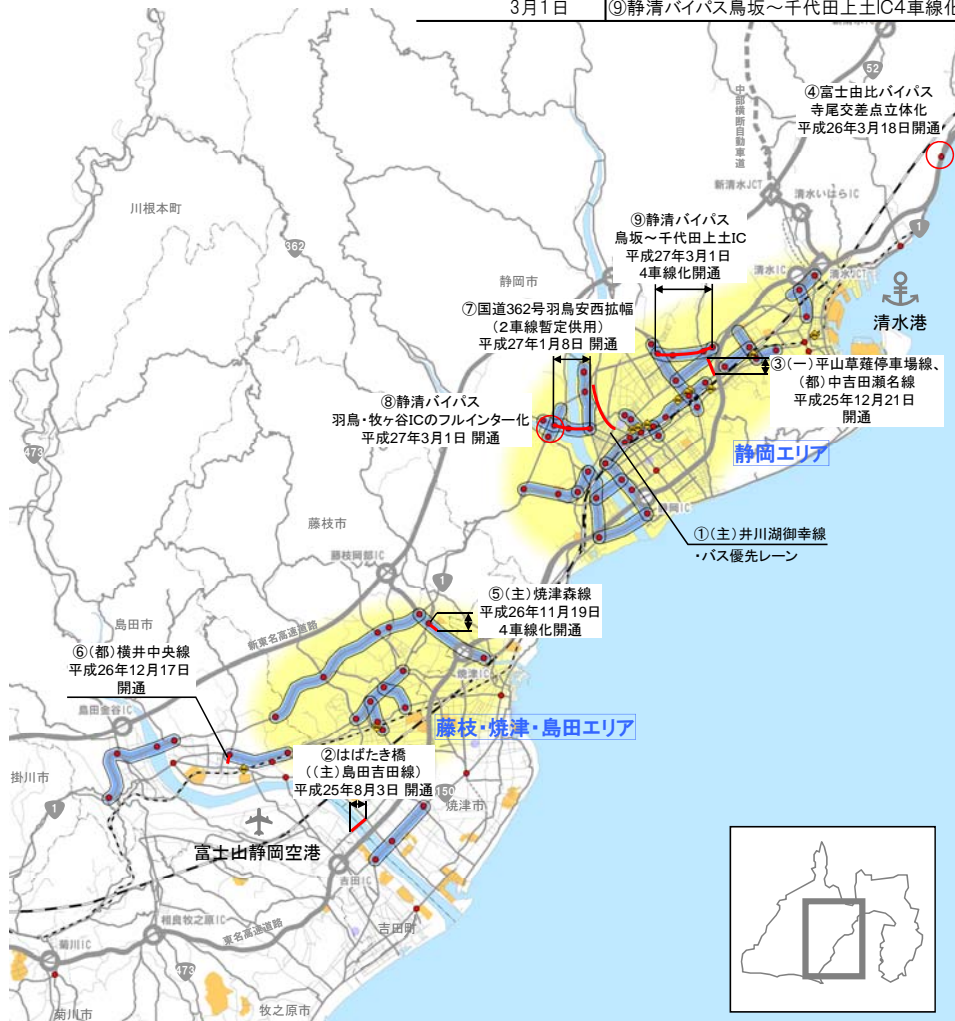 3月1日
⑨静清バイパス鳥坂～千代田上土IC4車線化
52
④富士由比バイパス
寺尾交差点立体化
平成26年3月18日開通
中部横断自動車道
新清水JCT
清水いはらIC
川根本町
362
静岡市
⑨静清バイパス
鳥坂～千代田上土IC
平成27年3月1日
4車線化開通
1
清水IC
清水JCT
清水港
⑦国道362号羽鳥安西拡幅
（２車線暫定供用）
平成27年1月8日 開通
③(一)平山草薙停車場線、
(都)中吉田瀬名線
平成25年12月21日
開通
⑧静清バイパス
羽鳥・牧ヶ谷ICのフルインター化
平成27年3月1日 開通
473
静岡エリア
静岡IC
藤枝市
①(主)井川湖御幸線
・バス優先レーン
藤枝岡部IC
1
⑤(主)焼津森線
平成26年11月19日
4車線化開通
島田市
新東名高速道路
⑥(都)横井中央線
平成26年12月17日
開通
焼津IC
島田金谷IC
藤枝・焼津・島田エリア
②はばたき橋
((主)島田吉田線)
平成25年8月3日 開通
掛川市
1
150
焼津市
富士山静岡空港
吉田IC
相良牧之原IC
東名高速道路
吉田町
菊川IC
473
菊川市
牧之原市